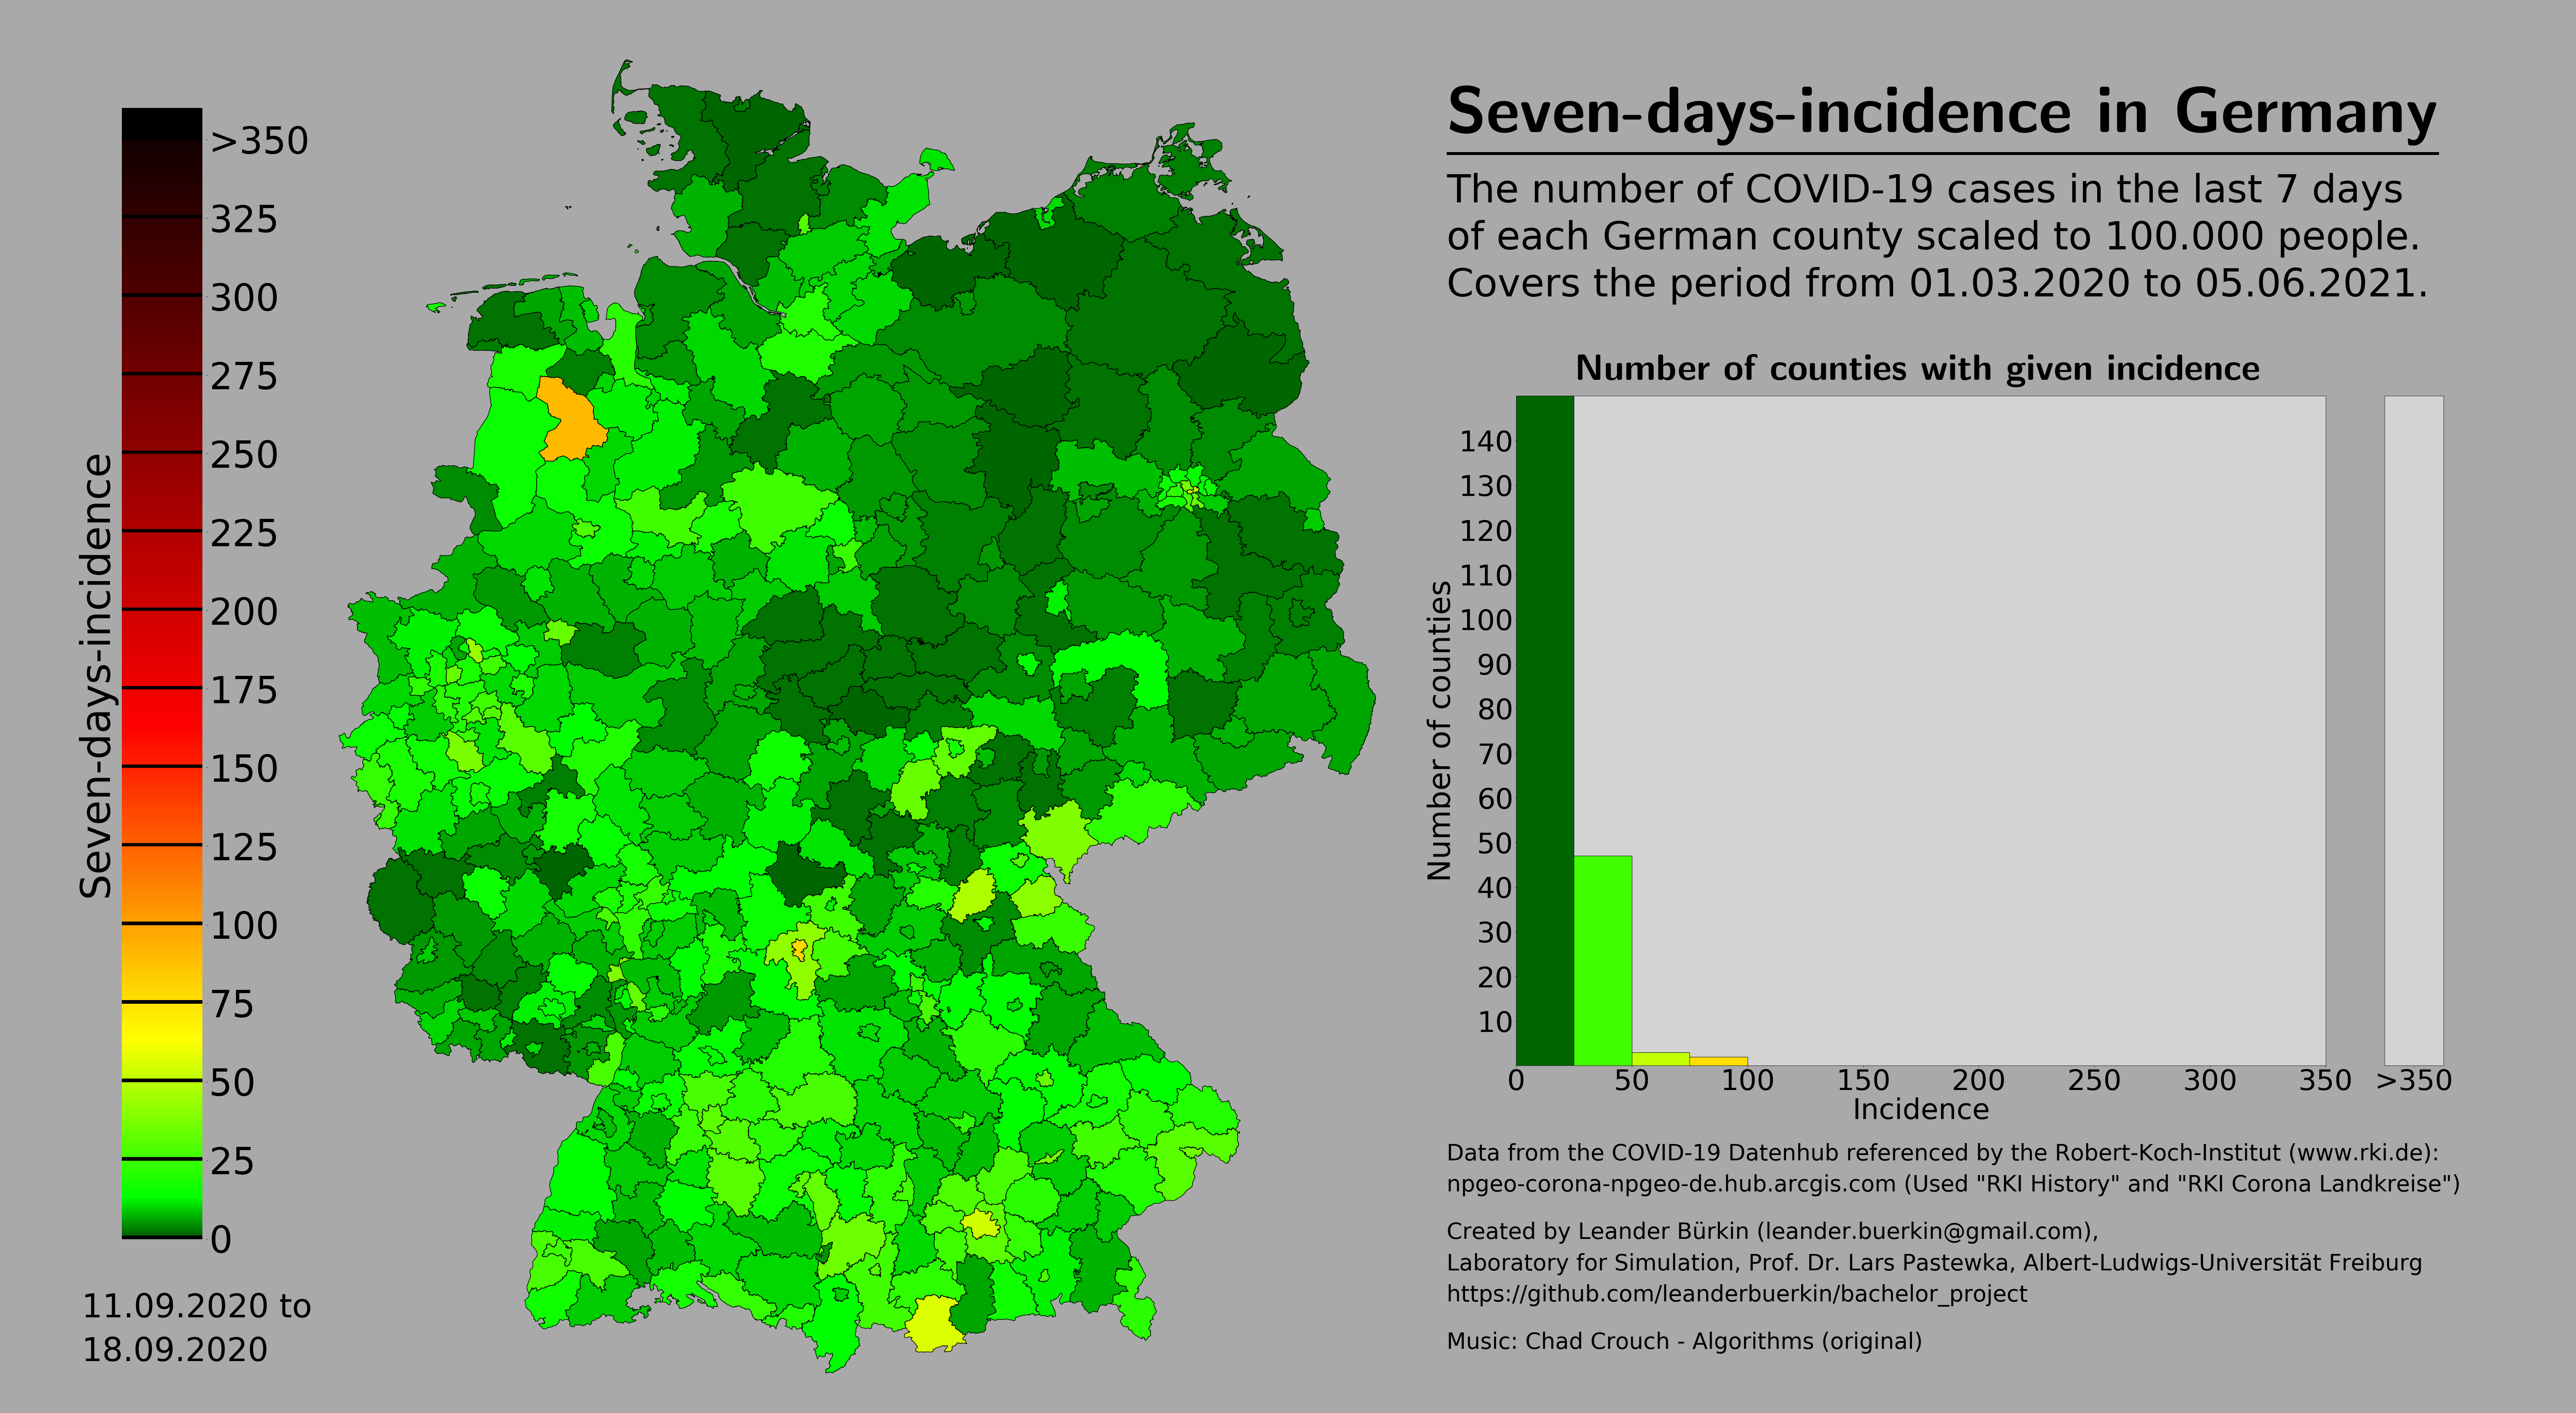 Seven-days-incidence in Germany
The number of COVID-19 cases in the last 7 days
of each German county scaled to 100.000 people.
Covers the period from 01.03.2020 to 05.06.2021.
Seven-days-incidence
>350
325
300
275
250
225
200
175
150
125
100
75
50
25
0
11.09.2020 to
18.09.2020
Number of counties with given incidence
Number of counties
140
130
120
110
100
90
80
70
60
50
40
30
20
10
0 50 100 150 200 250 300 350 >350
Incidence
Data from the COVID-19 Datenhub referenced by the Robert-Koch-Institut (www.rki.de):
npgeo-corona-npgeo-de.hub.arcgis.com (Used "RKI History" and "RKI Corona Landkreise")
Created by Leander Bürkin (leander.buerkin@gmail.com),
Laboratory for Simulation, Prof. Dr. Lars Pastewka, Albert-Ludwigs-Universität Freiburg
https://github.com/leanderbuerkin/bachelor_project
Music: Chad Crouch - Algorithms (original)